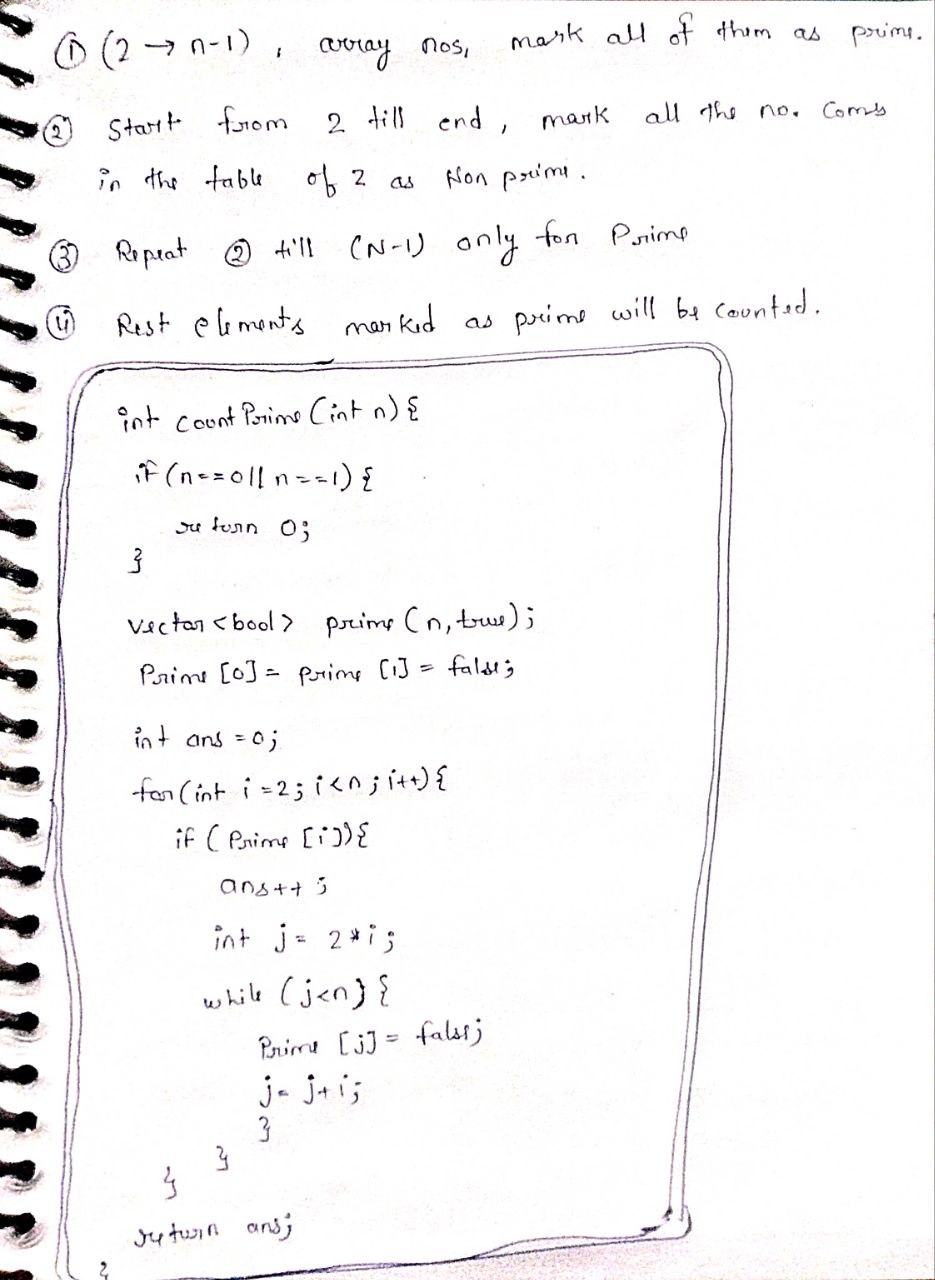 ① (2 → n-1) , array nos, mark all of them as prime.
② Start from 2 till end , mark all the no. Coms
in the table of 2 as Non prime.
③ Repeat ② till (N-1) only for Prime
④ Rest elements marked as prime will be Counted.
int count Prime (int n) {
if (n==0 || n==1) {
return 0;
}
vector <bool> prime (n, true);
Prime [0] = prime [1] = false;
int ans = 0;
for (int i = 2; i < n; i++) {
if ( Prime [i]) {
ans++ ;
int j = 2 * i;
while (j<n} {
Prime [j] = false;
j = j+i;
}
}
}
return ans;
}